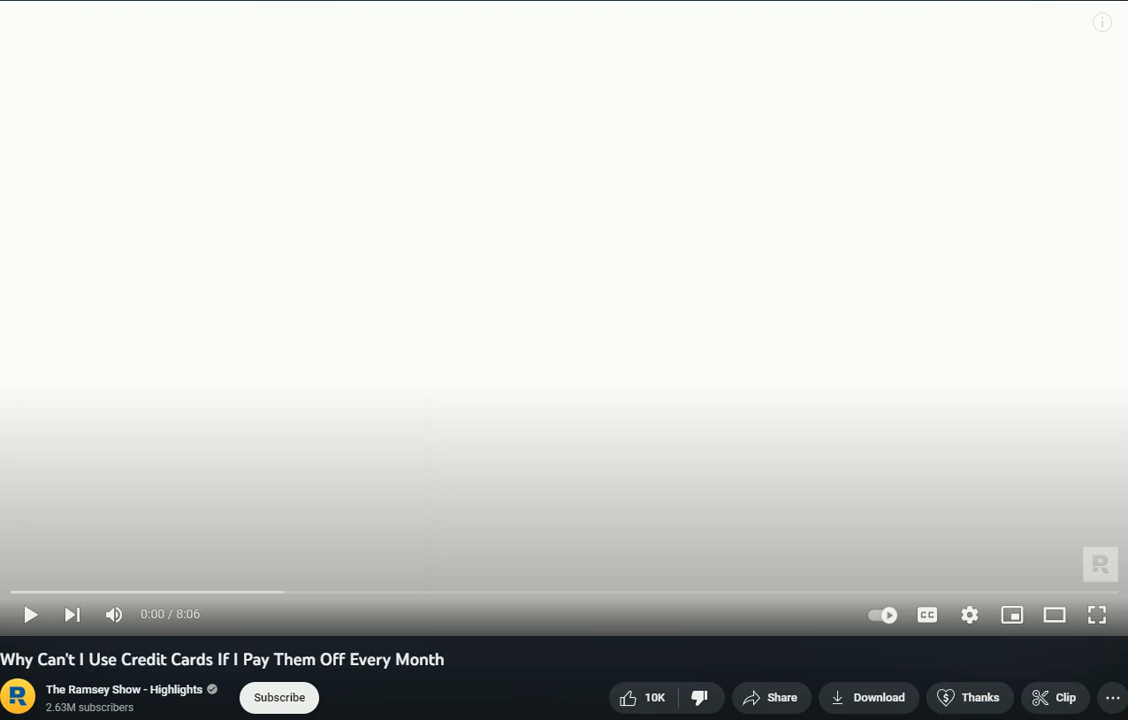 R
0:00 / 8:06
CC
Why Can't I Use Credit Cards If I Pay Them Off Every Month
R
The Ramsey Show - Highlights
2.63M subscribers
Subscribe
10K
Share
Download
Thanks
Clip